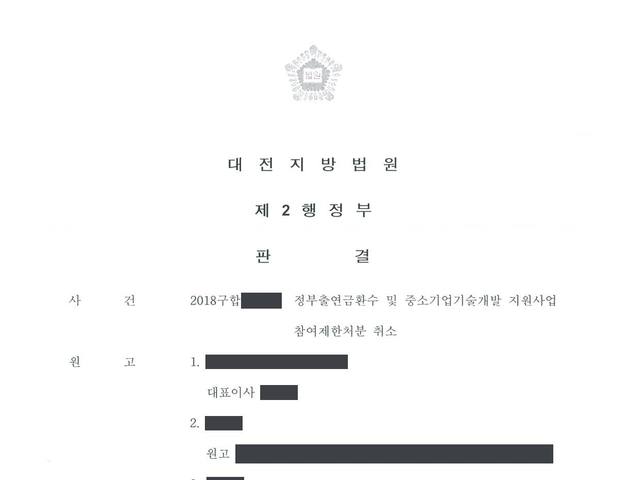 법원
대 전 지 방 법 원
제 2 행 정 부
판 결
사 건 2018구합 정부출연금환수 및 중소기업기술개발 지원사업
참여제한처분 취소
원 고 1.
대표이사
2.
원고